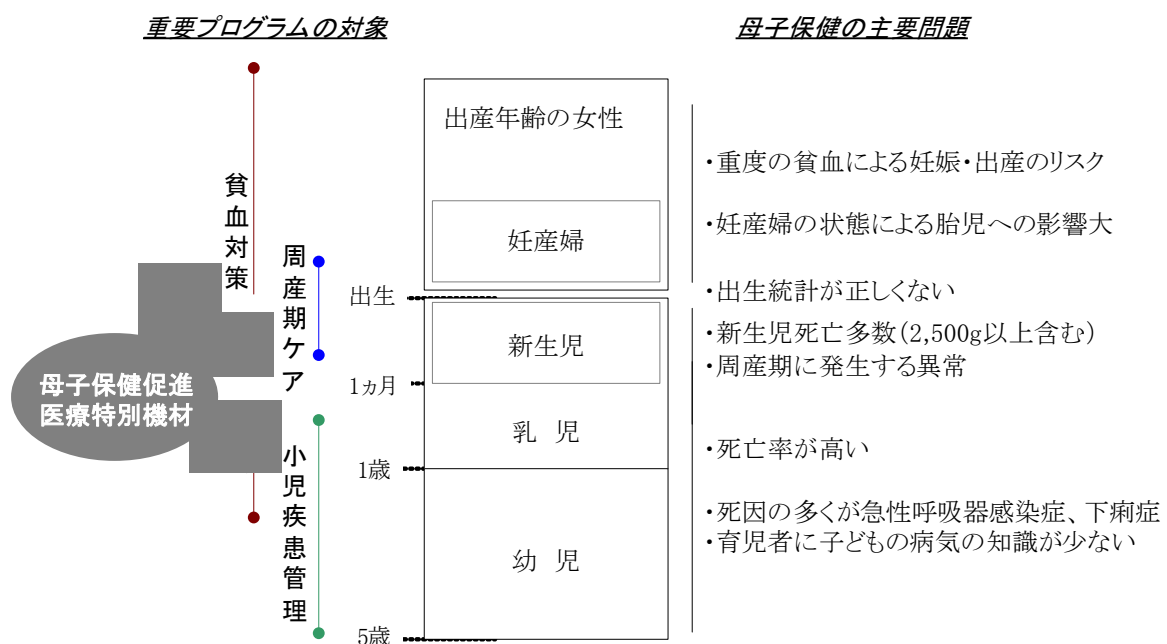 重要プログラムの対象
母子保健の主要問題
貧血対策
周産期ケア
小児疾患管理
母子保健促進
医療特別機材
出産年齢の女性
妊産婦
出生
新生児
1ヵ月
乳 児
1歳
幼 児
5歳
・重度の貧血による妊娠・出産のリスク
・妊産婦の状態による胎児への影響大
・出生統計が正しくない
・新生児死亡多数(2,500g以上含む)
・周産期に発生する異常
・死亡率が高い
・死因の多くが急性呼吸器感染症、下痢症
・育児者に子どもの病気の知識が少ない